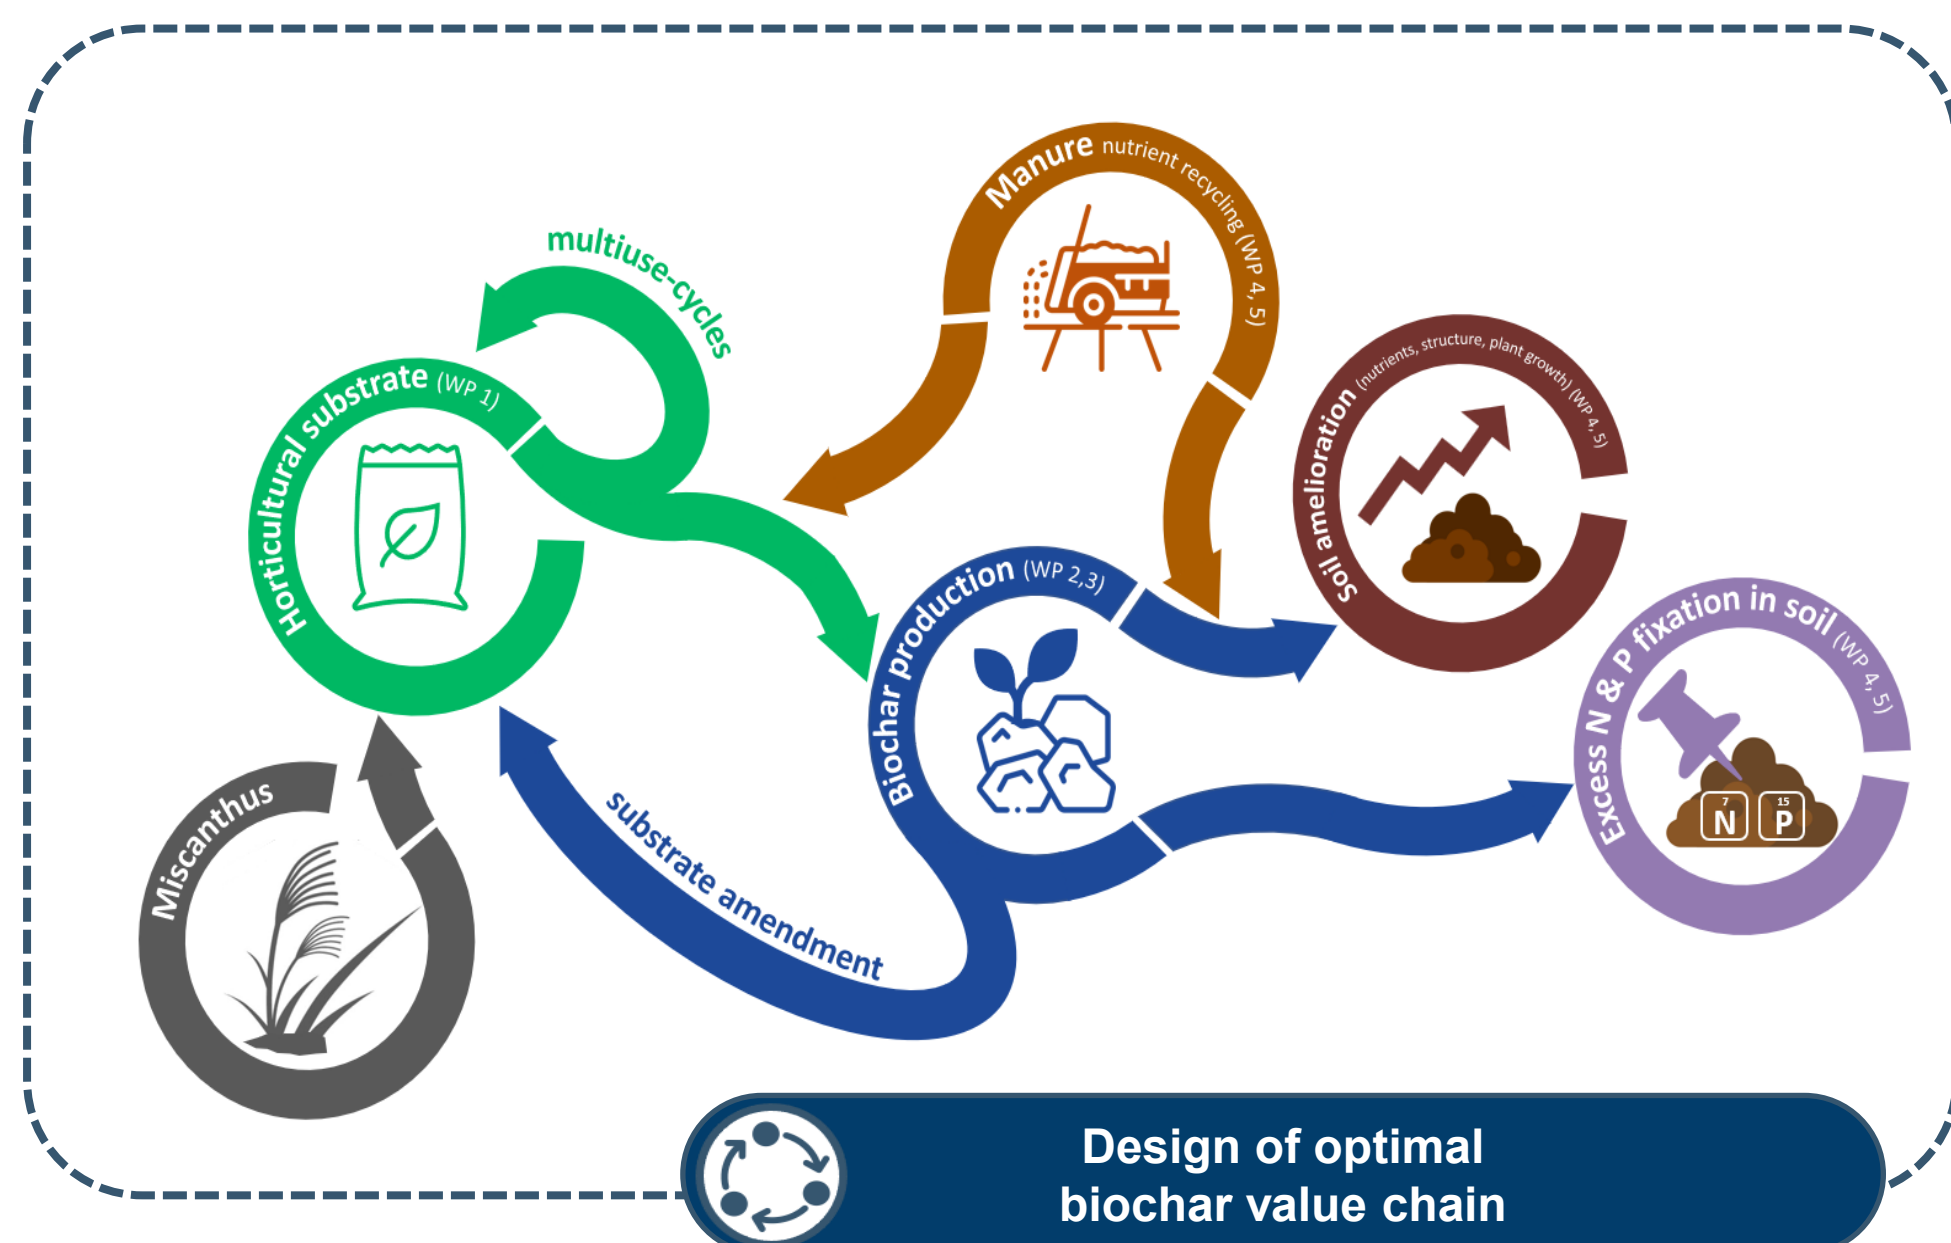 Manure nutrient recycling (WP 4, 5)
multiuse-cycles
Horticultural substrate (WP 1)
Soil amelioration (nutrients, structure, plant growth) (WP 4, 5)
Biochar production (WP 2,3)
Excess N & P fixation in soil (WP 4, 5)
7
N
15
P
Miscanthus
substrate amendment
Design of optimal
biochar value chain